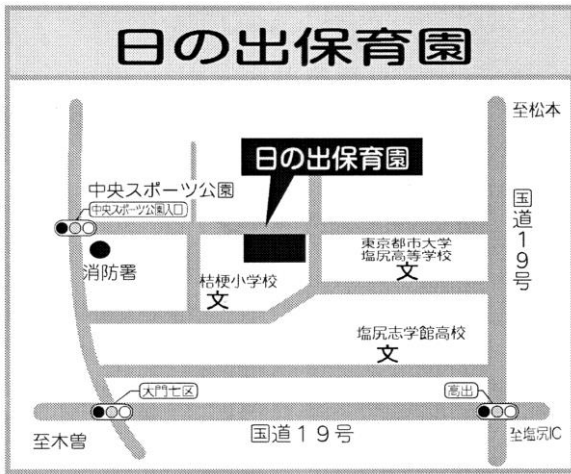 日の出保育園
至松本
日の出保育園
中央スポーツ公園
中央スポーツ公園入口
国道19号
消防署
東京都市大学
塩尻高等学校
文
桔梗小学校
文
塩尻志学館高校
文
大門七区
高出
至木曽
国道19号
至塩尻IC